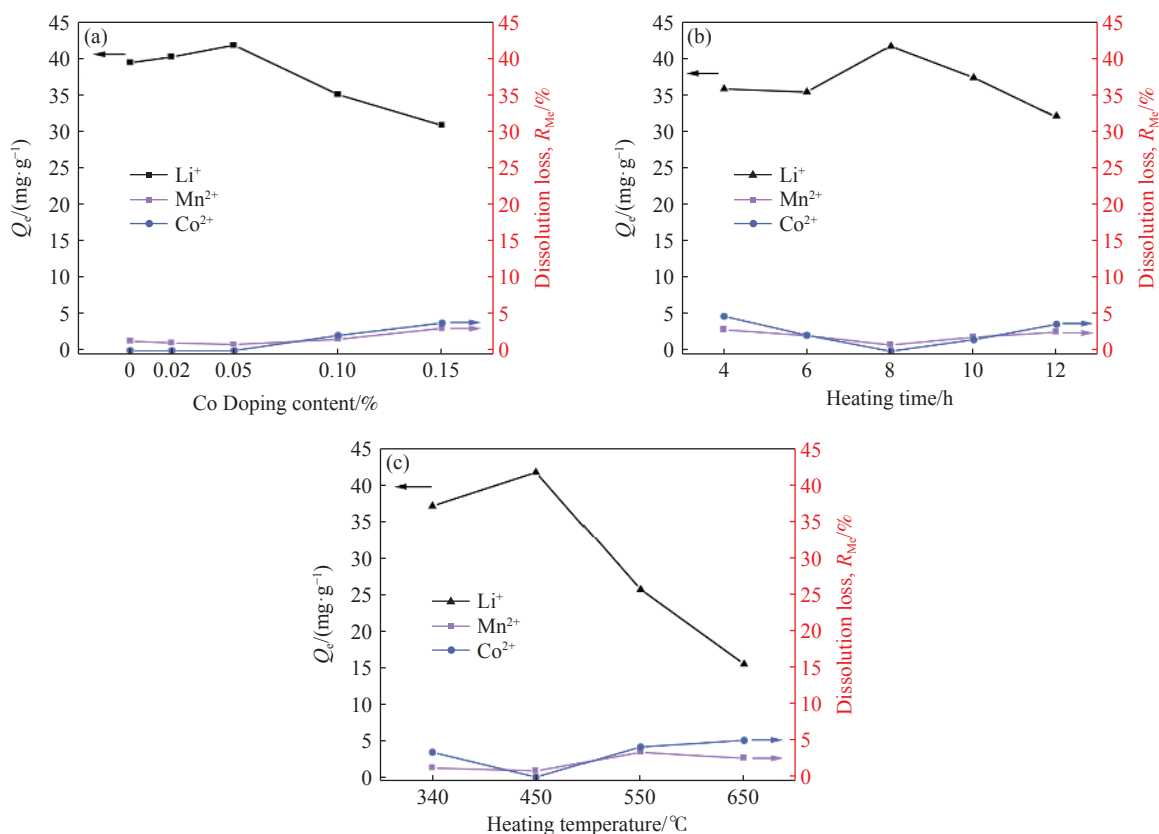 (a)
45
40
35
30
25
20
15
10
5
0
Qe/(mg·g⁻¹)
Li⁺
Mn²⁺
Co²⁺
45
40
35
30
25
20
15
10
5
0
Dissolution loss, RMe/%
0 0.02 0.05 0.10 0.15
Co Doping content/%
(b)
45
40
35
30
25
20
15
10
5
0
Qe/(mg·g⁻¹)
Li⁺
Mn²⁺
Co²⁺
45
40
35
30
25
20
15
10
5
0
Dissolution loss, RMe/%
4 6 8 10 12
Heating time/h
(c)
45
40
35
30
25
20
15
10
5
0
Qe/(mg·g⁻¹)
Li⁺
Mn²⁺
Co²⁺
45
40
35
30
25
20
15
10
5
0
Dissolution loss, RMe/%
340 450 550 650
Heating temperature/℃